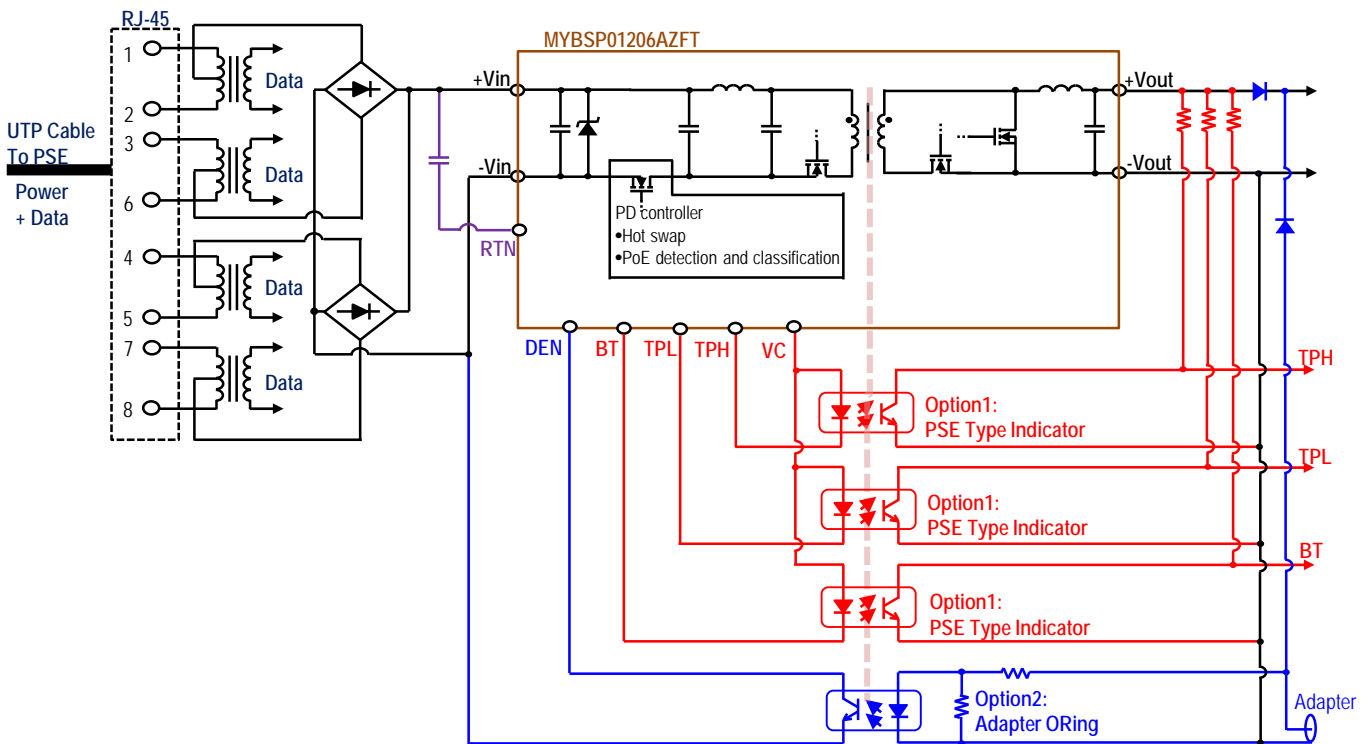 RJ-45
MYBSP01206AZFT
1
Data
+Vin
+Vout
2
UTP Cable
To PSE
3
Power
+ Data
Data
-Vin
-Vout
6
PD controller
•Hot swap
•PoE detection and classification
RTN
4
Data
5
7
Data
8
DEN
BT
TPL
TPH
VC
TPH
Option1:
PSE Type Indicator
TPL
Option1:
PSE Type Indicator
BT
Option1:
PSE Type Indicator
Option2:
Adapter ORing
Adapter